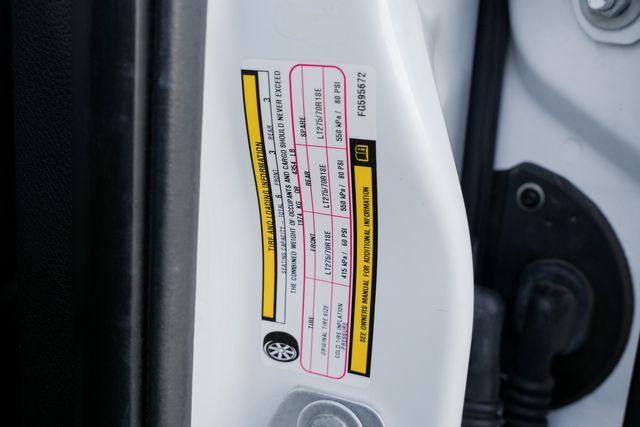 TIRE AND LOADING INFORMATION
SEATING CAPACITY - TOTAL 6 FRONT 3 REAR 3
THE COMBINED WEIGHT OF OCCUPANTS AND CARGO SHOULD NEVER EXCEED
1974 KG OR 4354 LB
TIRE FRONT REAR SPARE
ORIGINAL TIRE SIZE LT275/70R18E LT275/70R18E LT275/70R18E
COLD TIRE INFLATION PRESSURE 415 kPa / 60 PSI 550 kPa / 80 PSI 550 kPa / 80 PSI
SEE OWNERS MANUAL FOR ADDITIONAL INFORMATION
FG595672